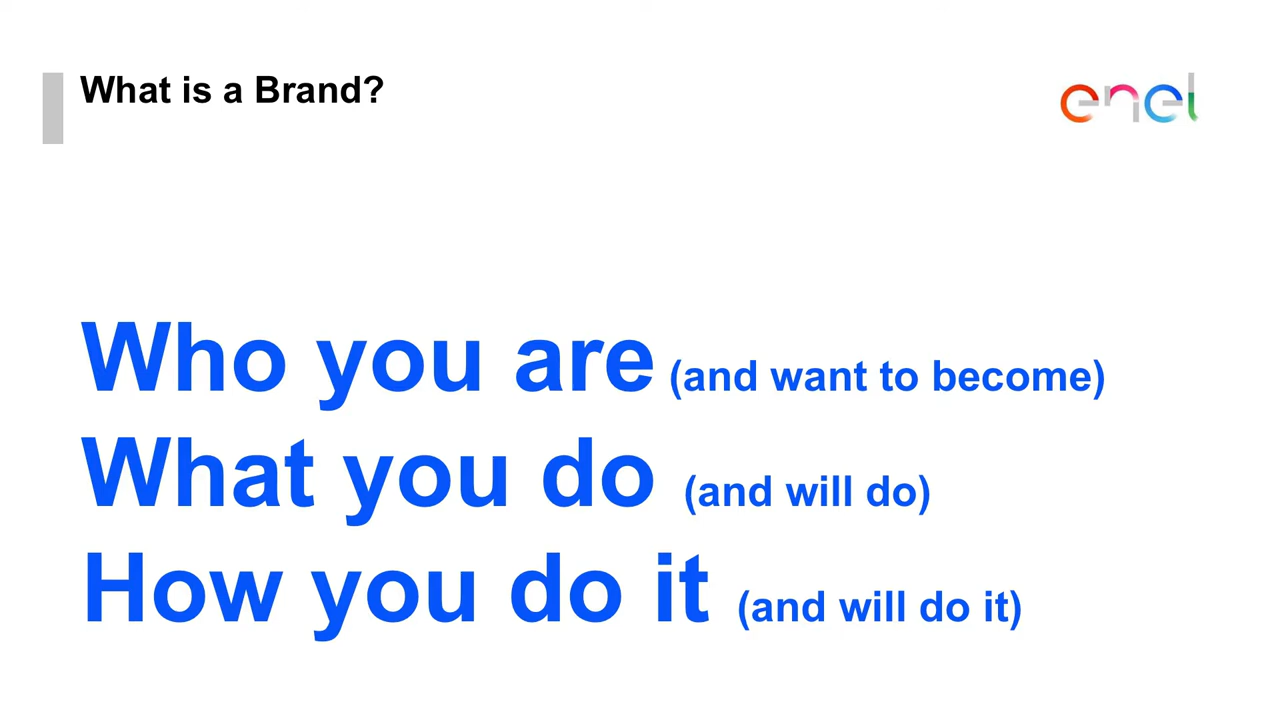 What is a Brand?
enel
Who you are (and want to become)
What you do (and will do)
How you do it (and will do it)